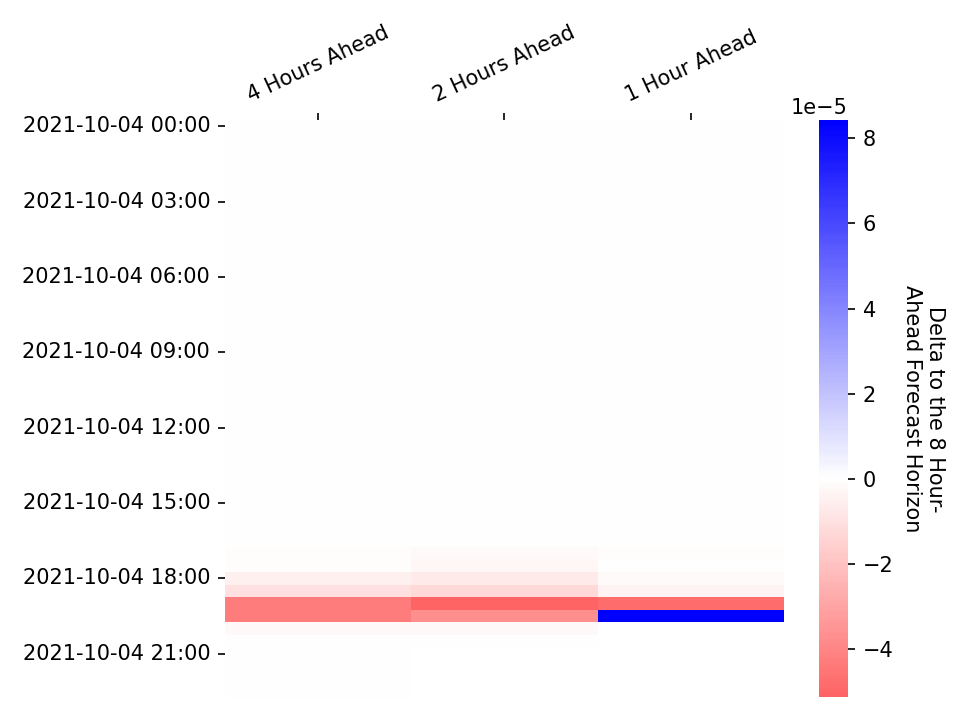 4 Hours Ahead
2 Hours Ahead
1 Hour Ahead
1e−5
2021-10-04 00:00
2021-10-04 03:00
2021-10-04 06:00
2021-10-04 09:00
2021-10-04 12:00
2021-10-04 15:00
2021-10-04 18:00
2021-10-04 21:00
8
6
4
2
0
−2
−4
Delta to the 8 Hour-
Ahead Forecast Horizon